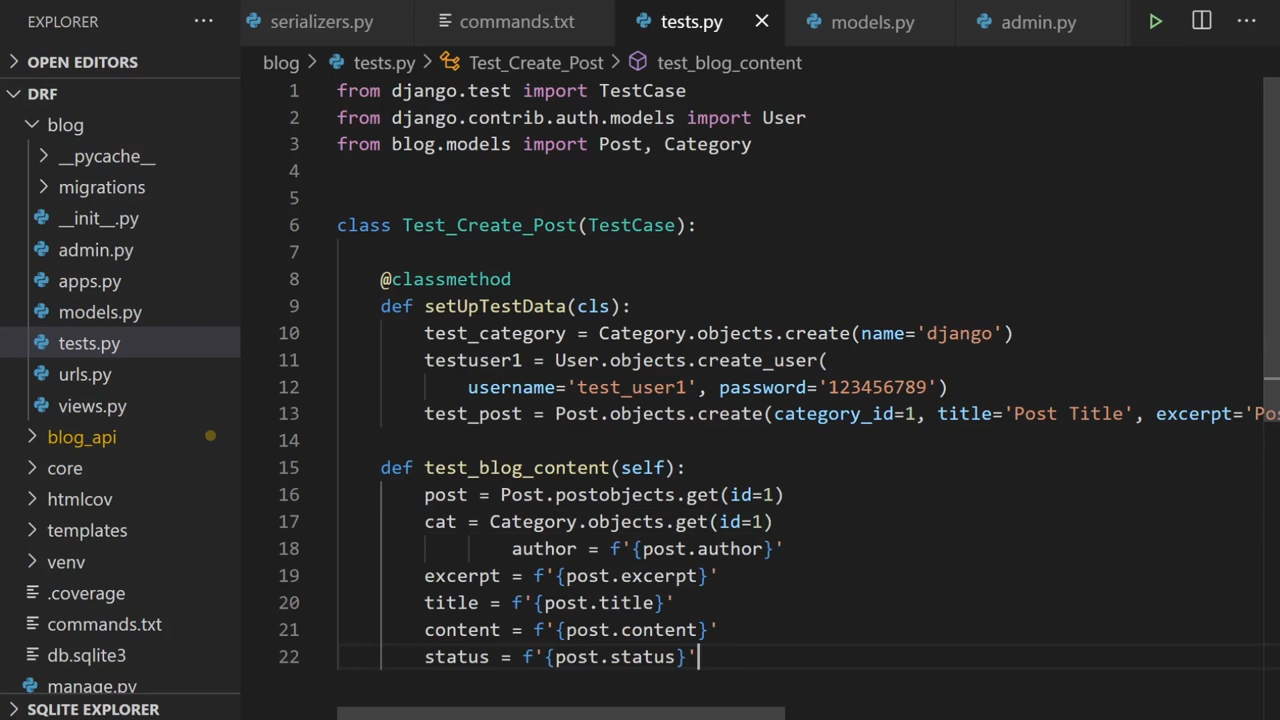 EXPLORER
OPEN EDITORS
DRF
blog
__pycache__
migrations
__init__.py
admin.py
apps.py
models.py
tests.py
urls.py
views.py
blog_api
core
htmlcov
templates
venv
.coverage
commands.txt
db.sqlite3
manage.py
SQLITE EXPLORER
serializers.py commands.txt tests.py models.py admin.py
blog tests.py Test_Create_Post test_blog_content
1 from django.test import TestCase
2 from django.contrib.auth.models import User
3 from blog.models import Post, Category
4
5
6 class Test_Create_Post(TestCase):
7
8 @classmethod
9 def setUpTestData(cls):
10 test_category = Category.objects.create(name='django')
11 testuser1 = User.objects.create_user(
12 username='test_user1', password='123456789')
13 test_post = Post.objects.create(category_id=1, title='Post Title', excerpt='Pos
14
15 def test_blog_content(self):
16 post = Post.postobjects.get(id=1)
17 cat = Category.objects.get(id=1)
18 author = f'{post.author}'
19 excerpt = f'{post.excerpt}'
20 title = f'{post.title}'
21 content = f'{post.content}'
22 status = f'{post.status}'